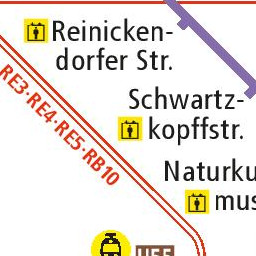 Reinicken-
dorfer Str.
Schwartz-
kopffstr.
RE3·RE4·RE5·RB10
Naturku
mus